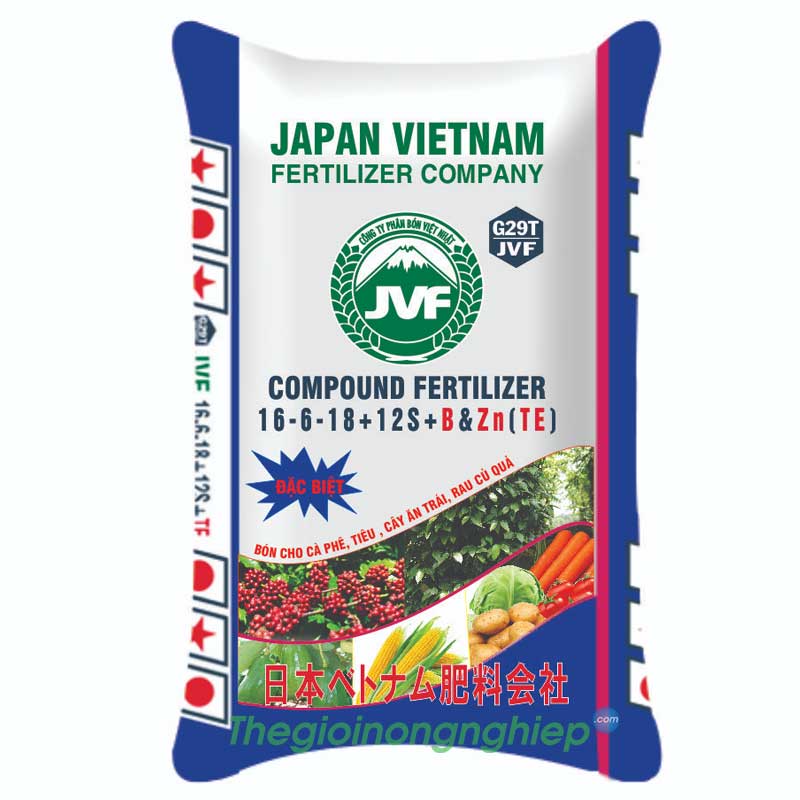 JAPAN VIETNAM
FERTILIZER COMPANY
CÔNG TY PHÂN BÓN VIỆT NHẬT
JVF
G29T
JVF
COMPOUND FERTILIZER
16-6-18+12S+B&Zn(TE)
ĐẶC BIỆT
BÓN CHO CÀ PHÊ, TIÊU , CÂY ĂN TRÁI, RAU CỦ QUẢ
日本ベトナム肥料会社
Thegioinongnghiep.com
G29T
JVF
16-6-18+12S+TE